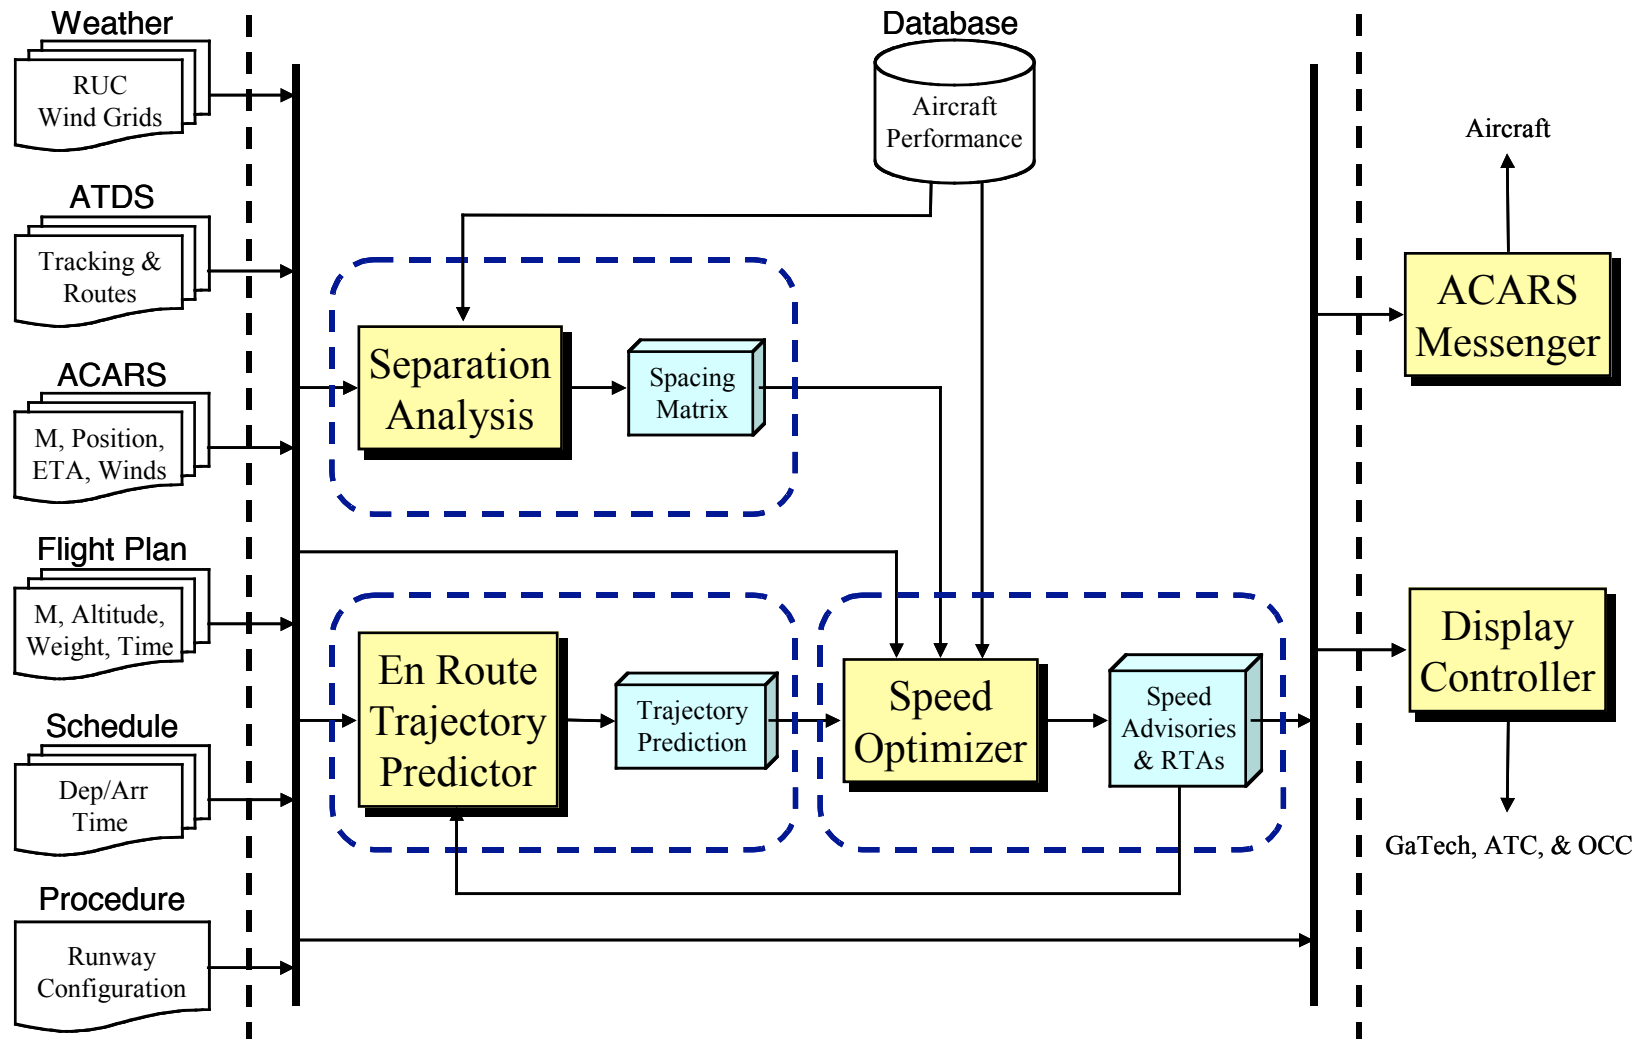 Weather
RUC
Wind Grids
ATDS
Tracking &
Routes
ACARS
M, Position,
ETA, Winds
Flight Plan
M, Altitude,
Weight, Time
Schedule
Dep/Arr
Time
Procedure
Runway
Configuration
Database
Aircraft
Performance
Separation
Analysis
Spacing
Matrix
En Route
Trajectory
Predictor
Trajectory
Prediction
Speed
Optimizer
Speed
Advisories
& RTAs
Aircraft
ACARS
Messenger
Display
Controller
GaTech, ATC, & OCC